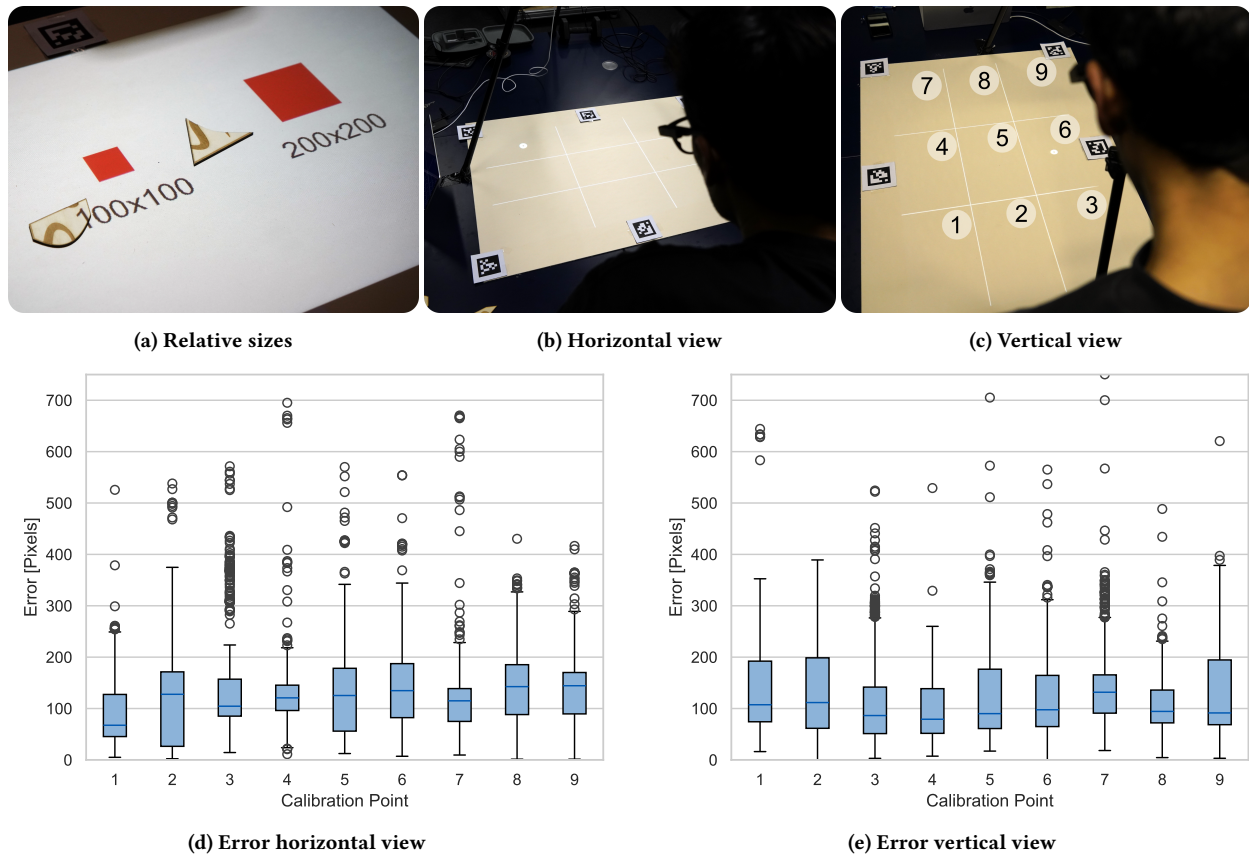 100x100
200x200
7
8
9
4
5
6
1
2
3
(a) Relative sizes
(b) Horizontal view
(c) Vertical view
700
600
500
400
300
200
100
0
Error [Pixels]
1 2 3 4 5 6 7 8 9
Calibration Point
(d) Error horizontal view
700
600
500
400
300
200
100
0
Error [Pixels]
1 2 3 4 5 6 7 8 9
Calibration Point
(e) Error vertical view